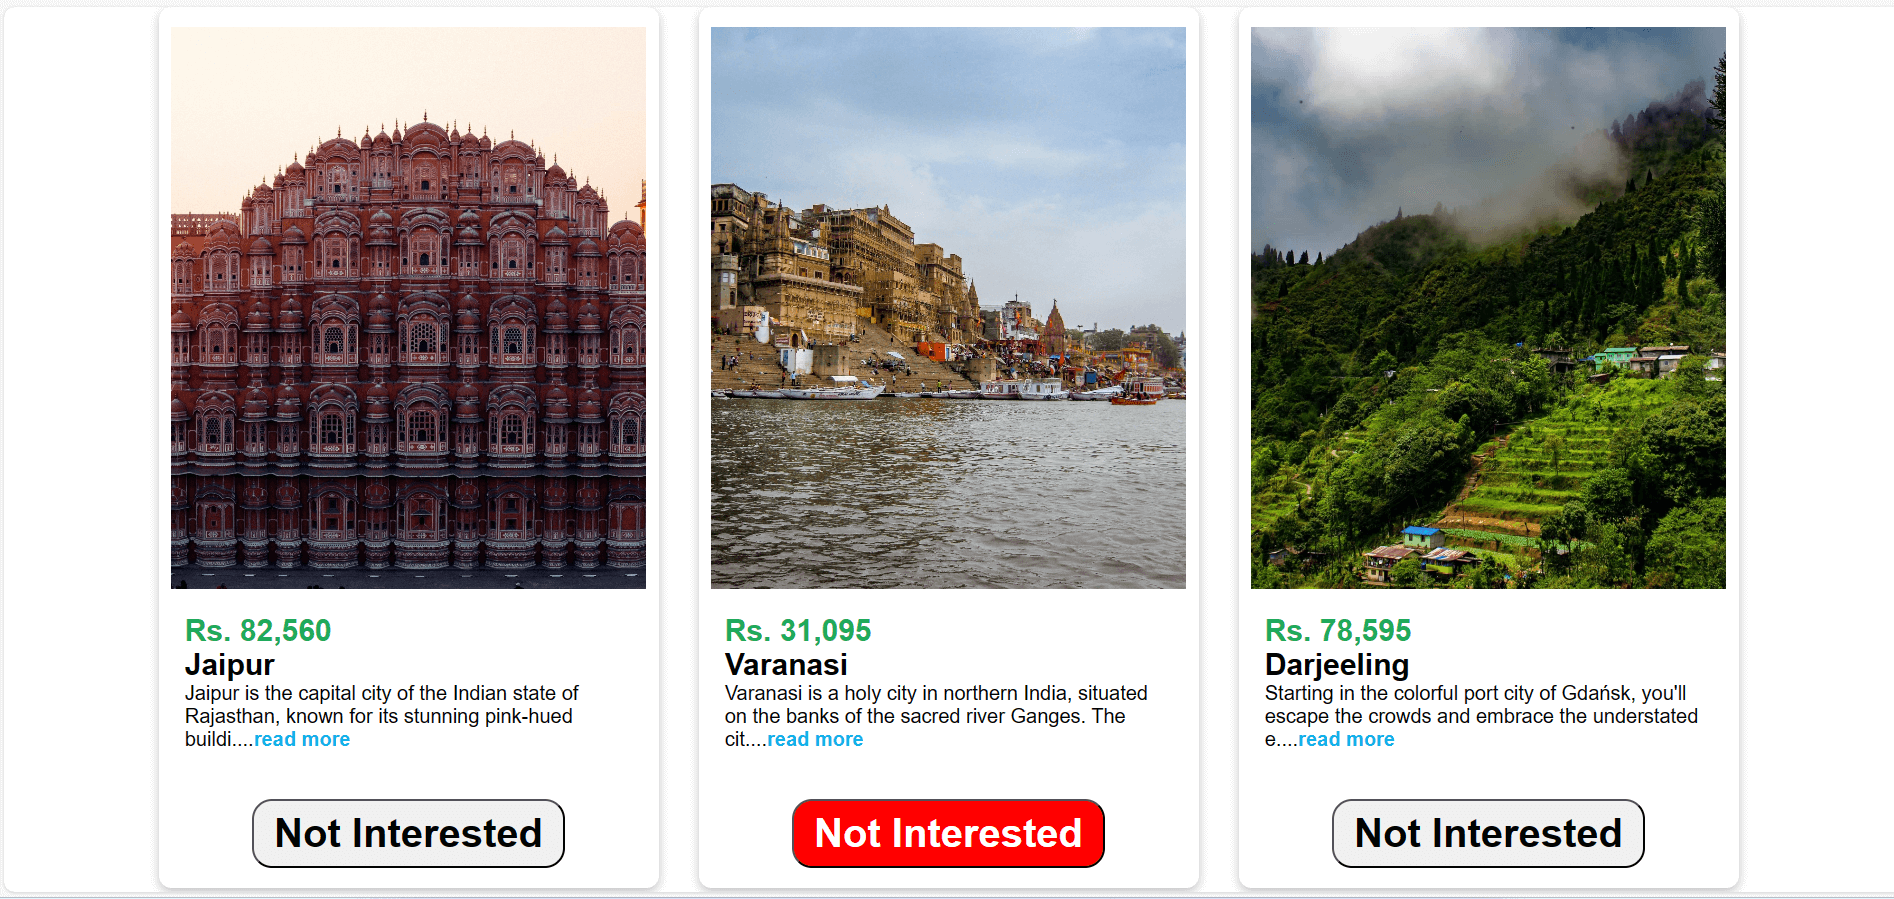 Rs. 82,560
Jaipur
Jaipur is the capital city of the Indian state of
Rajasthan, known for its stunning pink-hued
buildi....read more
Not Interested
Rs. 31,095
Varanasi
Varanasi is a holy city in northern India, situated
on the banks of the sacred river Ganges. The
cit....read more
Not Interested
Rs. 78,595
Darjeeling
Starting in the colorful port city of Gdańsk, you'll
escape the crowds and embrace the understated
e....read more
Not Interested